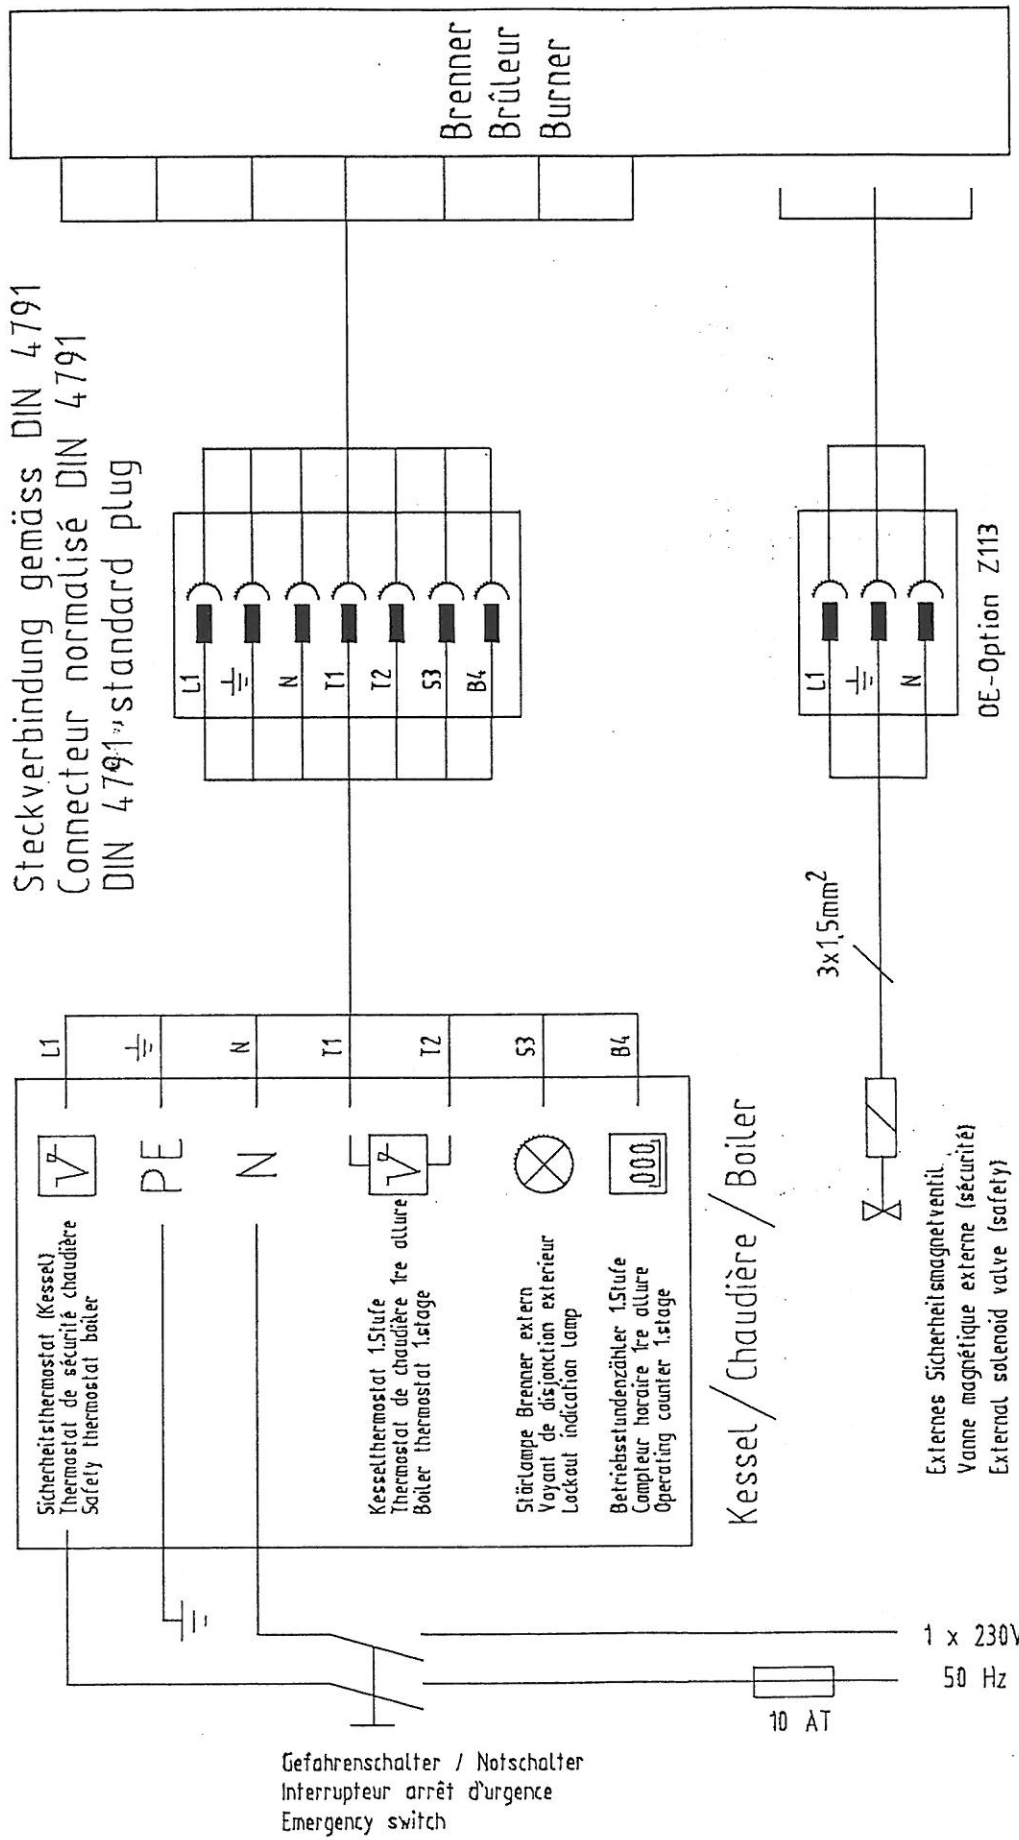 Brenner
Brûleur
Burner
Steckverbindung gemäss DIN 4791
Connecteur normalisé DIN 4791
DIN 4791 standard plug
L1
N
T1
T2
S3
B4
L1
N
OE-Option Z113
L1
N
T1
T2
S3
B4
3x1,5mm²
PE
N
000
Sicherheitsthermostat (Kessel)
Thermostat de sécurité chaudière
Safety thermostat boiler
Kesselthermostat 1.Stufe
Thermostat de chaudière 1re allure
Boiler thermostat 1.stage
Störlampe Brenner extern
Voyant de disjonction exterieur
Lockout indication lamp
Betriebsstundenzähler 1.Stufe
Compteur horaire 1re allure
Operating counter 1.stage
Kessel / Chaudière / Boiler
Externes Sicherheitsmagnetventil
Vanne magnétique externe (sécurité)
External solenoid valve (safety)
1 x 230V
50 Hz
10 AT
Gefahrenschalter / Notschalter
Interrupteur arrêt d'urgence
Emergency switch